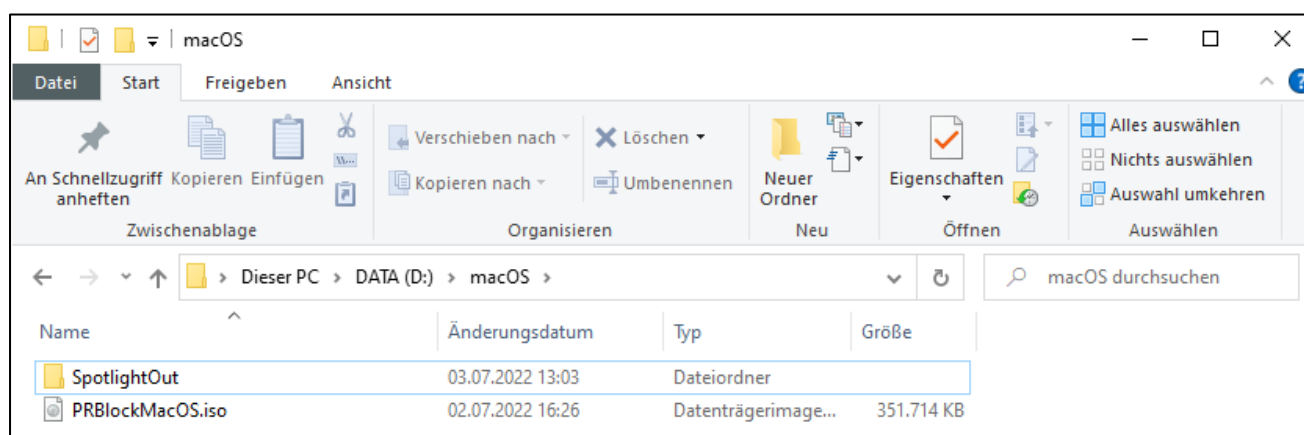 macOS
Datei Start Freigeben Ansicht
Verschieben nach Löschen Alles auswählen
Nichts auswählen
An Schnellzugriff Kopieren Einfügen Kopieren nach Umbenennen Neuer Eigenschaften
anheften Ordner Auswahl umkehren
Zwischenablage Organisieren Neu Öffnen Auswählen
Dieser PC > DATA (D:) > macOS > macOS durchsuchen
Name Änderungsdatum Typ Größe
SpotlightOut 03.07.2022 13:03 Dateiordner
PRBlockMacOS.iso 02.07.2022 16:26 Datenträgerimage... 351.714 KB